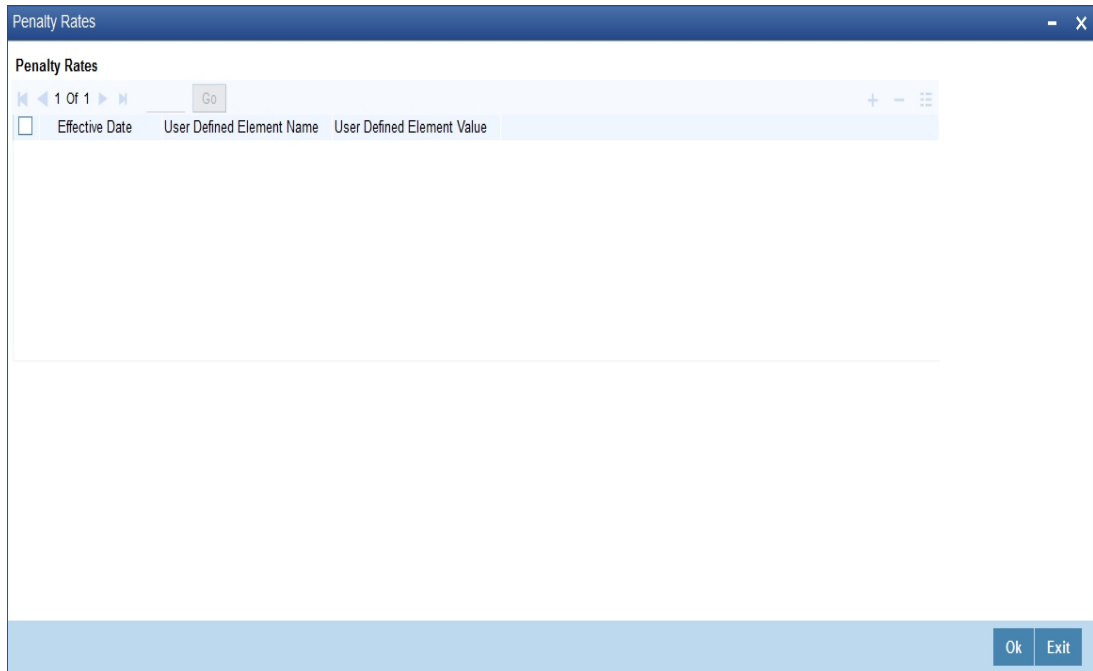 Penalty Rates
Penalty Rates
1 Of 1 Go
Effective Date User Defined Element Name User Defined Element Value
Ok Exit